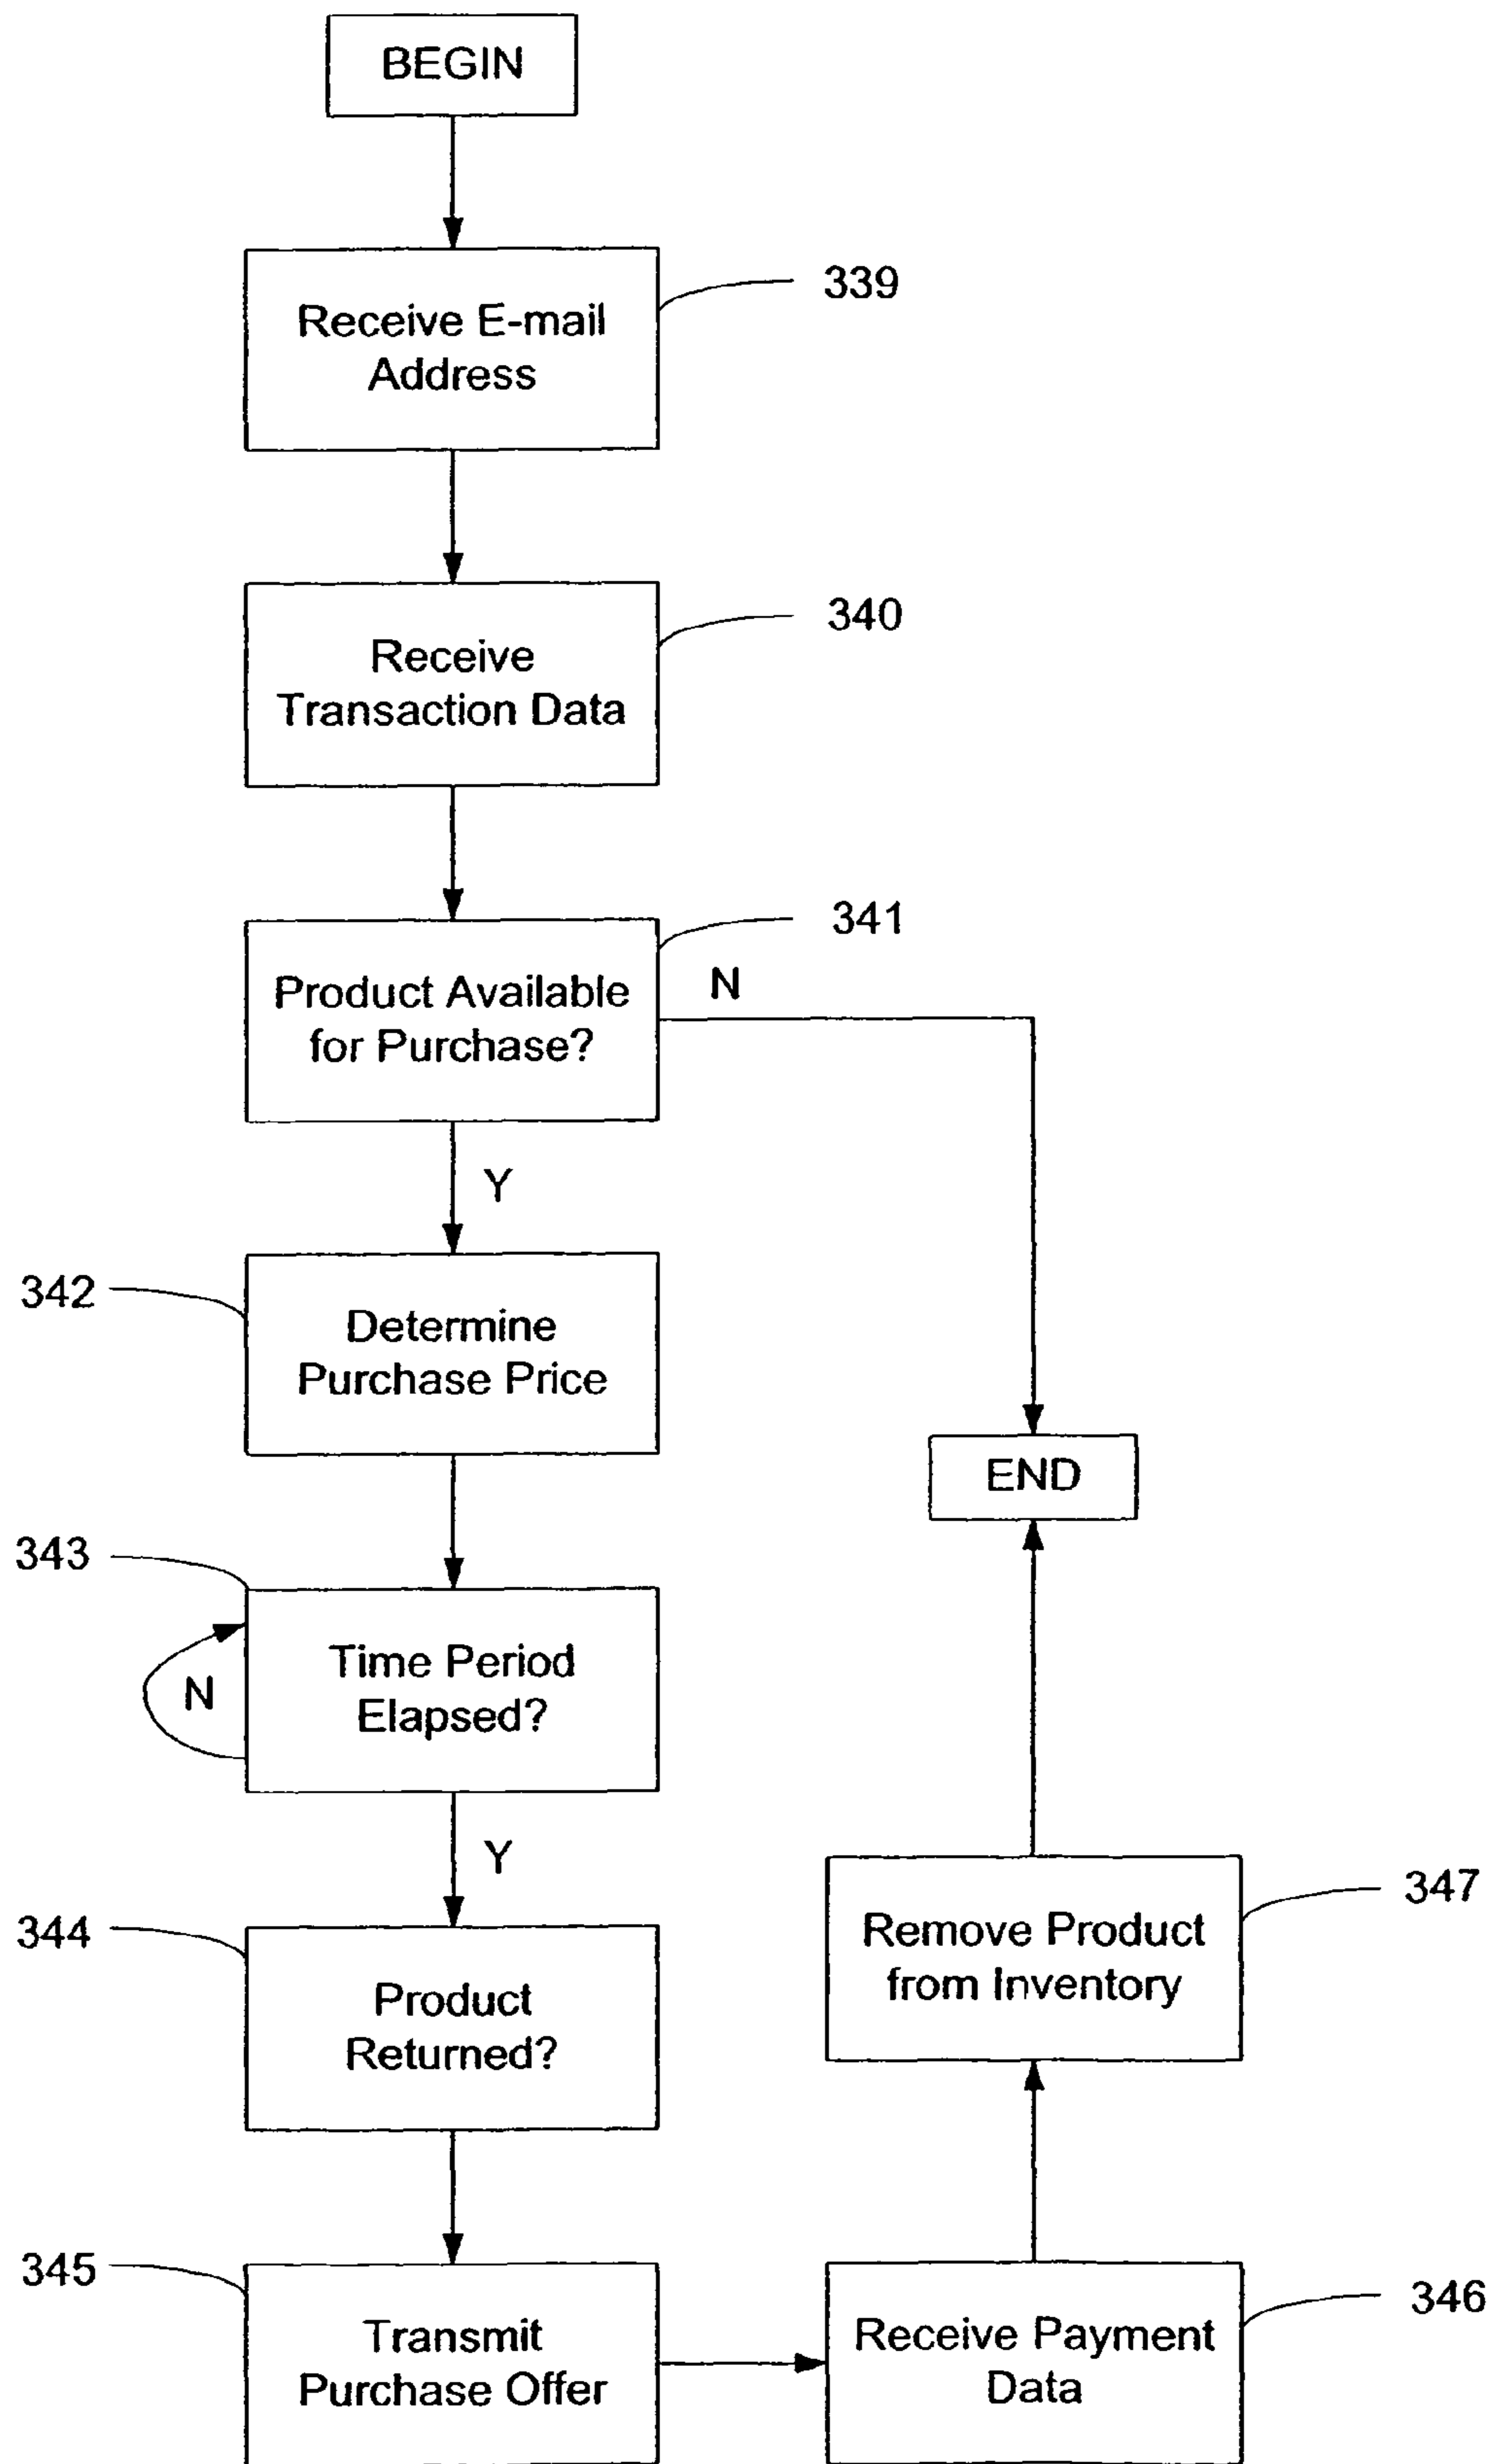 BEGIN
Receive E-mail
Address
339
Receive
Transaction Data
340
Product Available
for Purchase?
341
N
Y
342
Determine
Purchase Price
END
343
Time Period
Elapsed?
N
Y
344
Product
Returned?
Remove Product
from Inventory
347
345
Transmit
Purchase Offer
Receive Payment
Data
346